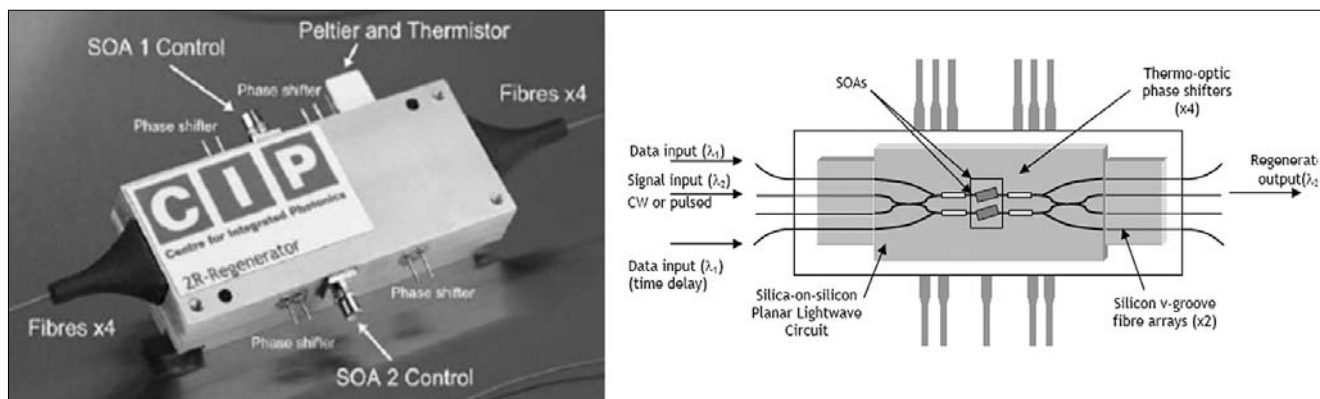 Peltier and
Thermistor
SOA 1 Control
Phase shifter
Phase shifter
Fibres x4
CIP
Centre for Integrated Photonics
2R-Regenerator
Phase shifter
Fibres x4
Phase shifter
SOA 2 Control
SOAs
Thermo-optic
phase shifters
(x4)
Data input (λ₁)
Signal input (λ₂)
CW or pulsed
Data input (λ₁)
(time delay)
Regenerate
output(λ₂
Silica-on-silicon
Planar Lightwave
Circuit
Silicon v-groove
fibre arrays (x2)